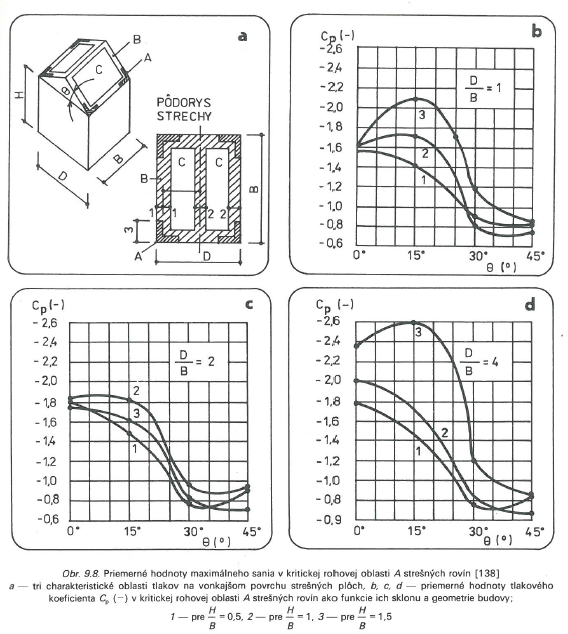 a
H
θ
C
B
A
D
B
PÔDORYS
STRECHY
C
C
B
B
1
1
2
2
3
A
D
b
Cp (-)
D/B = 1
-2,6
-2,4
-2,2
-2,0
-1,8
-1,6
-1,4
-1,2
-1,0
-0,8
-0,6
3
2
1
0°
15°
30°
45°
θ (°)
c
Cp (-)
D/B = 2
-2,6
-2,4
-2,2
-2,0
-1,8
-1,6
-1,4
-1,2
-1,0
-0,8
-0,6
2
3
1
0°
15°
30°
45°
θ (°)
d
Cp (-)
D/B = 4
-2,6
-2,4
-2,2
-2,0
-1,8
-1,6
-1,4
-1,2
-1,0
-0,8
-0,9
3
2
1
0°
15°
30°
45°
θ (°)
Obr. 9.8. Priemerné hodnoty maximálneho sania v kritickej rohovej oblasti A strešných rovín [138]
a — tri charakteristické oblasti tlakov na vonkajšom povrchu strešných plôch, b, c, d — priemerné hodnoty tlakového
koeficienta Cp (−) v kritickej rohovej oblasti A strešných rovín ako funkcie ich sklonu a geometrie budovy;
1 — pre H/B = 0,5, 2 — pre H/B = 1, 3 — pre H/B = 1,5